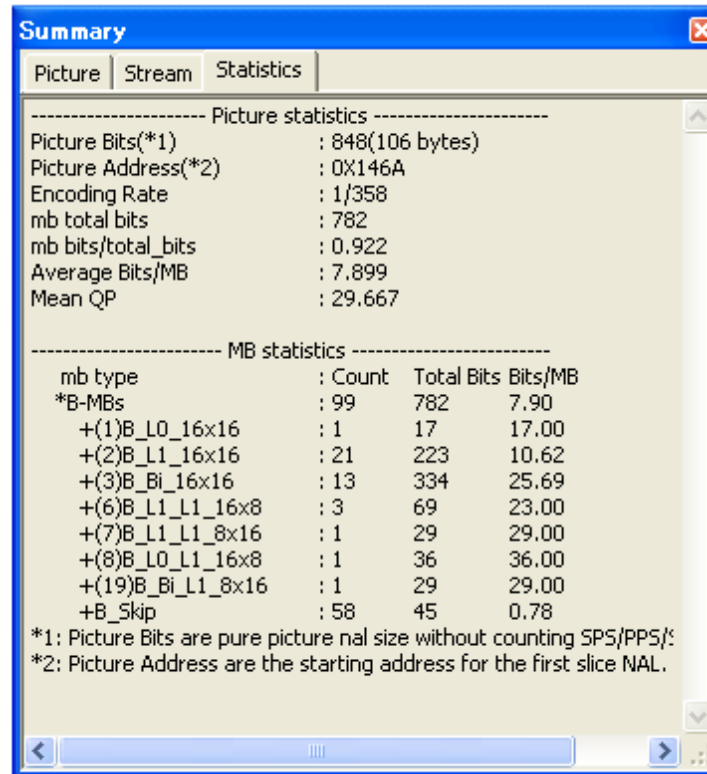 Summary
Picture Stream Statistics
---------------------- Picture statistics ----------------------
Picture Bits(*1) : 848(106 bytes)
Picture Address(*2) : 0X146A
Encoding Rate : 1/358
mb total bits : 782
mb bits/total_bits : 0.922
Average Bits/MB : 7.899
Mean QP : 29.667
------------------------ MB statistics -------------------------
mb type : Count Total Bits Bits/MB
*B-MBs : 99 782 7.90
+(1)B_L0_16x16 : 1 17 17.00
+(2)B_L1_16x16 : 21 223 10.62
+(3)B_Bi_16x16 : 13 334 25.69
+(6)B_L1_L1_16x8 : 3 69 23.00
+(7)B_L1_L1_8x16 : 1 29 29.00
+(8)B_L0_L1_16x8 : 1 36 36.00
+(19)B_Bi_L1_8x16 : 1 29 29.00
+B_Skip : 58 45 0.78
*1: Picture Bits are pure picture nal size without counting SPS/PPS/
*2: Picture Address are the starting address for the first slice NAL.